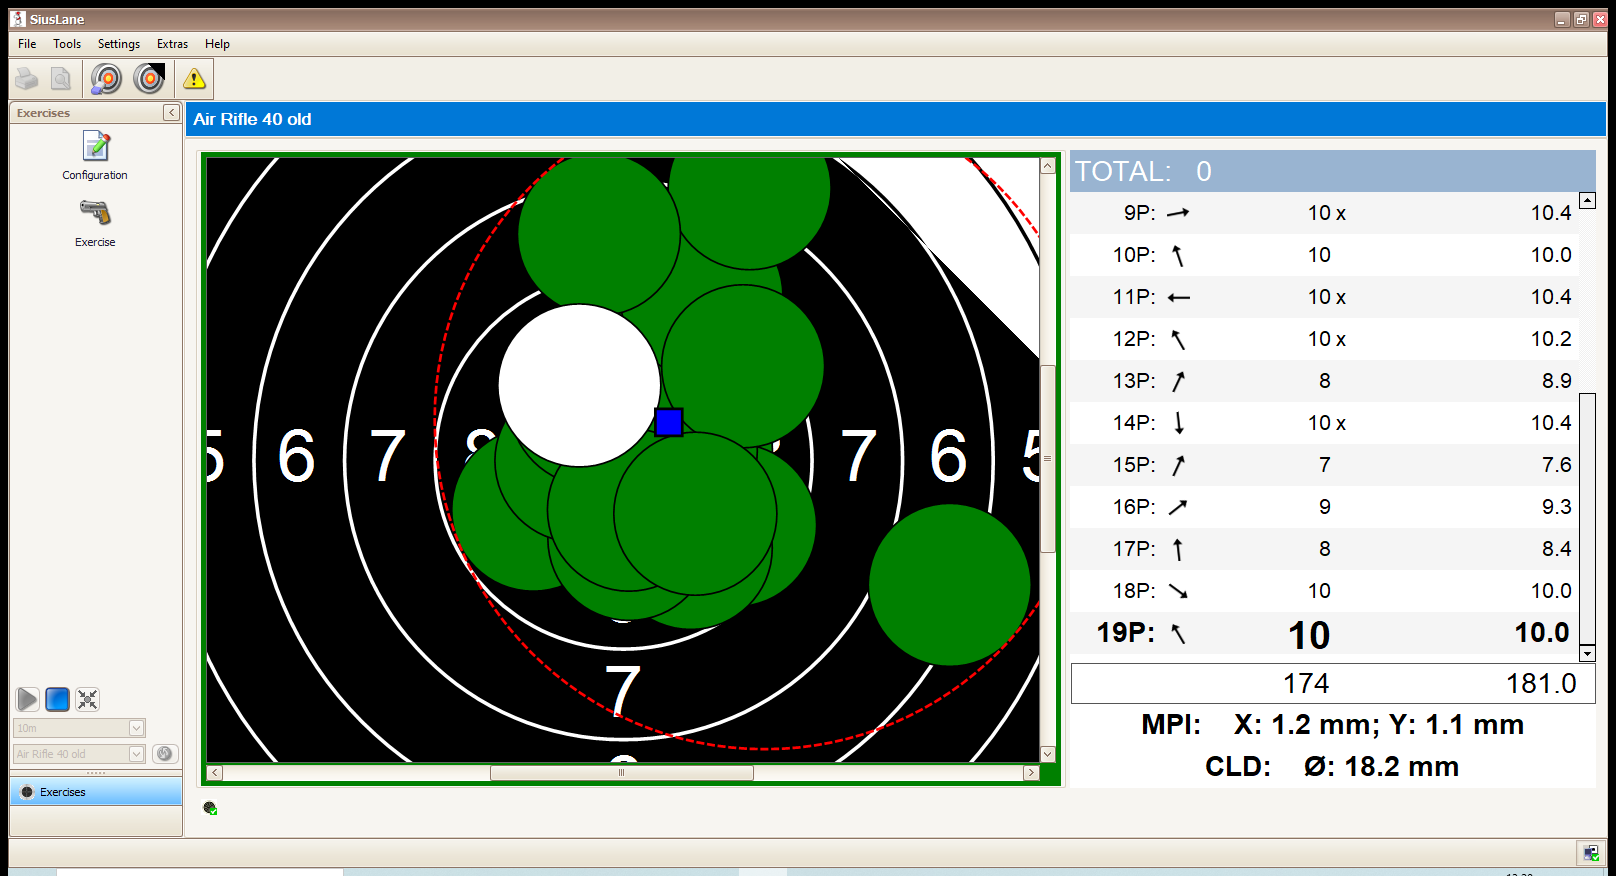 SiusLane
File Tools Settings Extras Help
Exercises
Configuration
Exercise
10m
Air Rifle 40 old
Exercises
Air Rifle 40 old
5 6 7 8 7 6 5
7
TOTAL: 0
9P: 10 x 10.4
10P: 10 10.0
11P: 10 x 10.4
12P: 10 x 10.2
13P: 8 8.9
14P: 10 x 10.4
15P: 7 7.6
16P: 9 9.3
17P: 8 8.4
18P: 10 10.0
19P: 10 10.0
174 181.0
MPI: X: 1.2 mm; Y: 1.1 mm
CLD: Ø: 18.2 mm